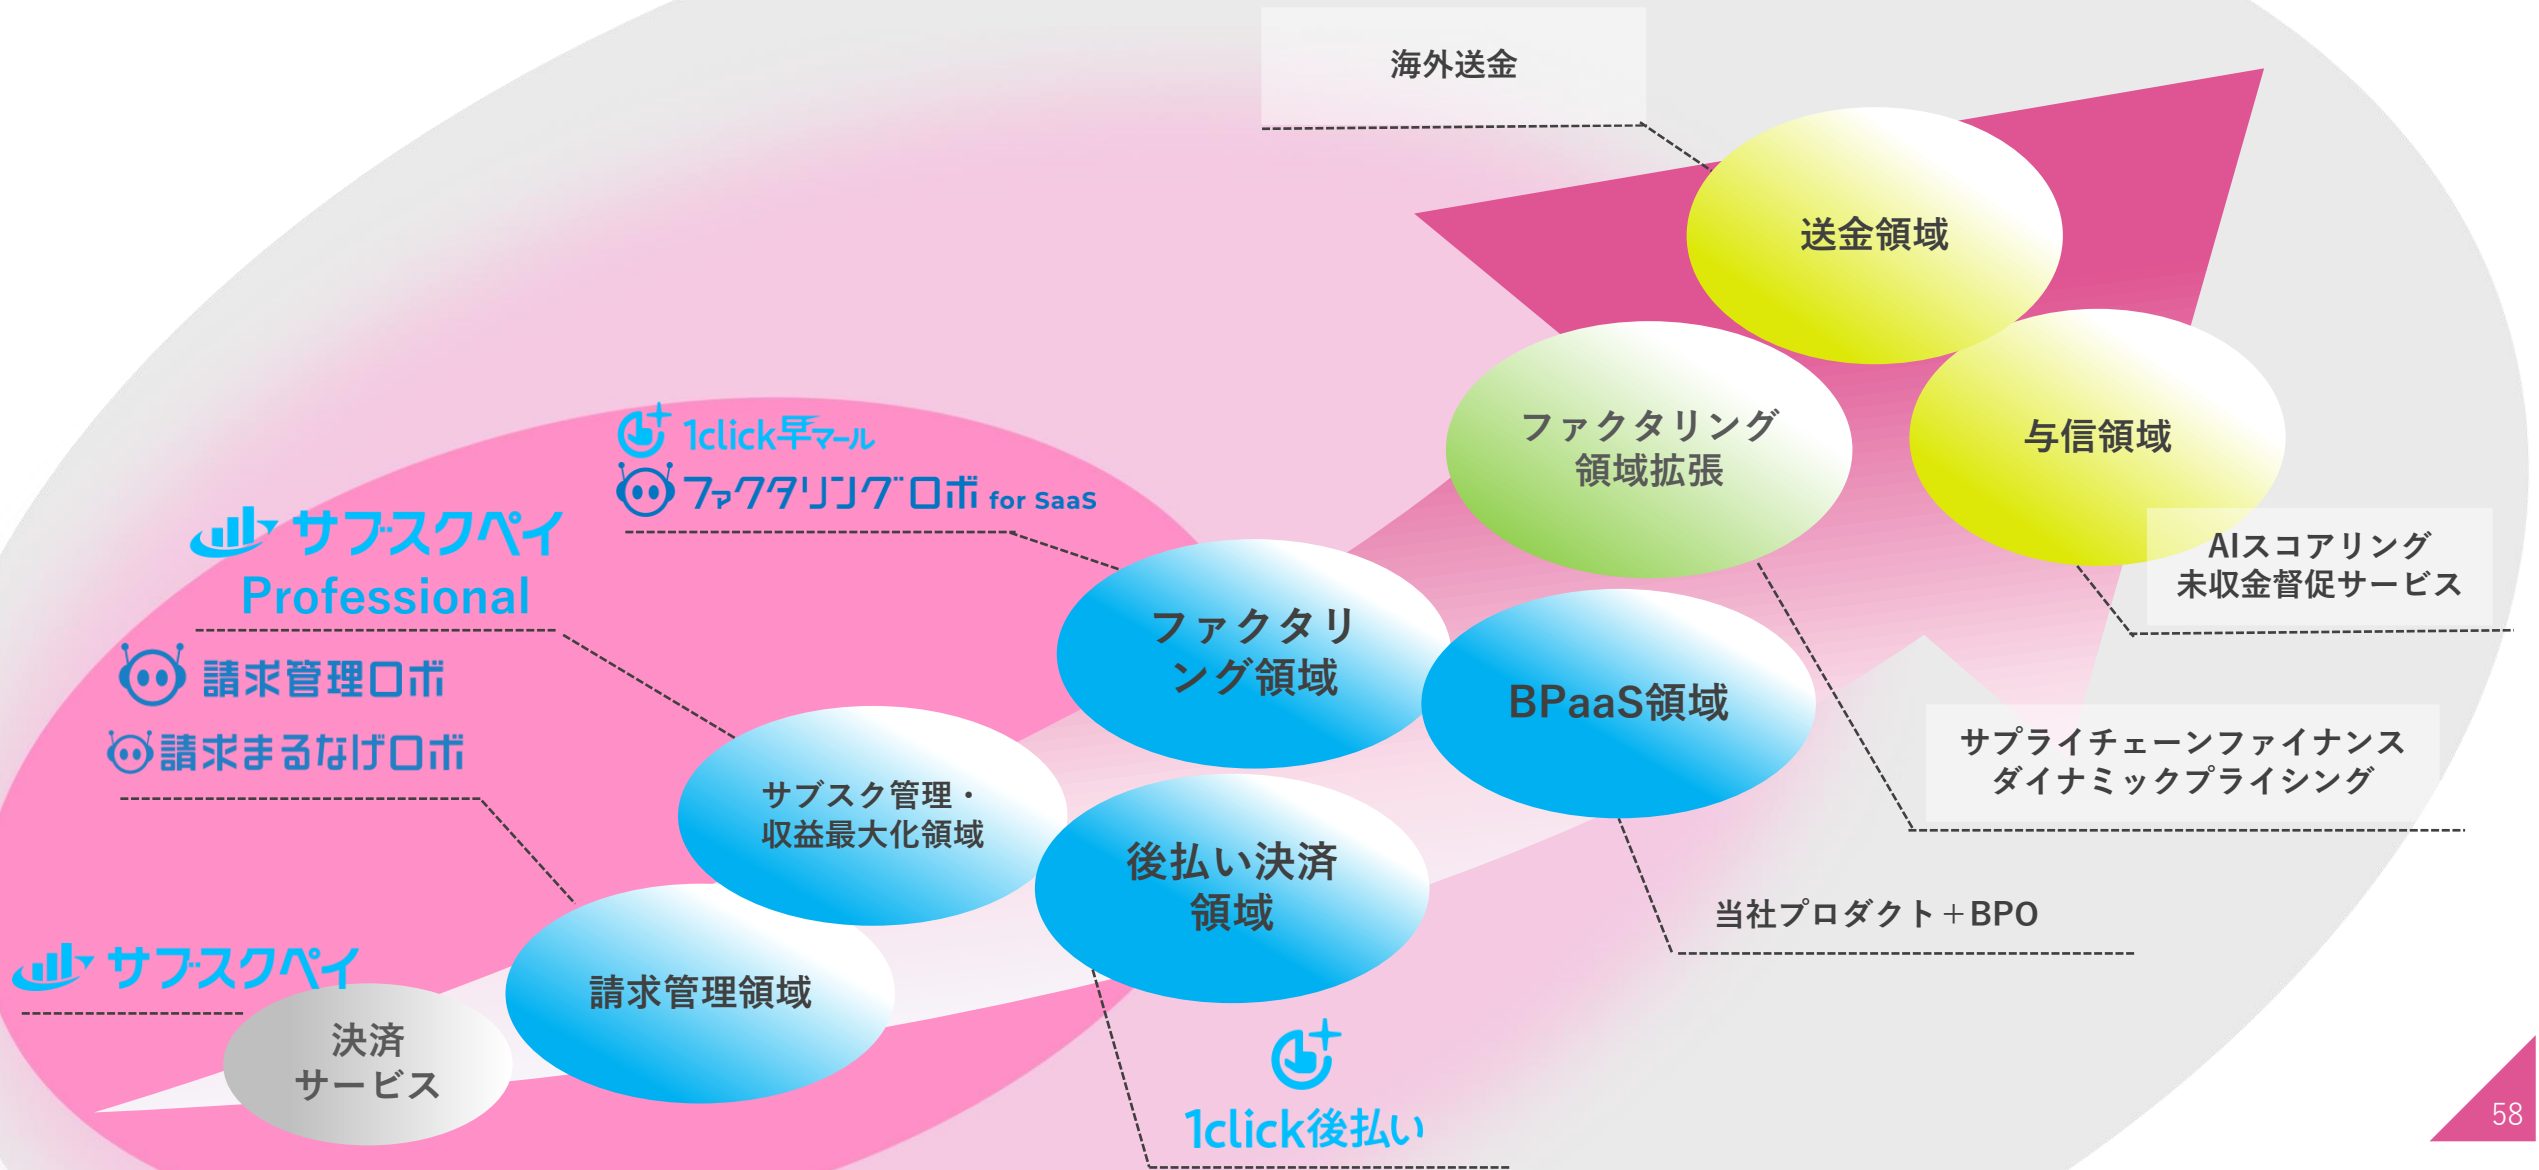 海外送金
送金領域
ファクタリング
領域拡張
与信領域
AIスコアリング
未収金督促サービス
1click早マール
ファクタリングロボ for SaaS
サブスクペイ
Professional
請求管理ロボ
請求まるなげロボ
ファクタリ
ング領域
BPaaS領域
サプライチェーンファイナンス
ダイナミックプライシング
サブスク管理・
収益最大化領域
後払い決済
領域
当社プロダクト＋BPO
請求管理領域
サブスクペイ
決済
サービス
1click後払い
58